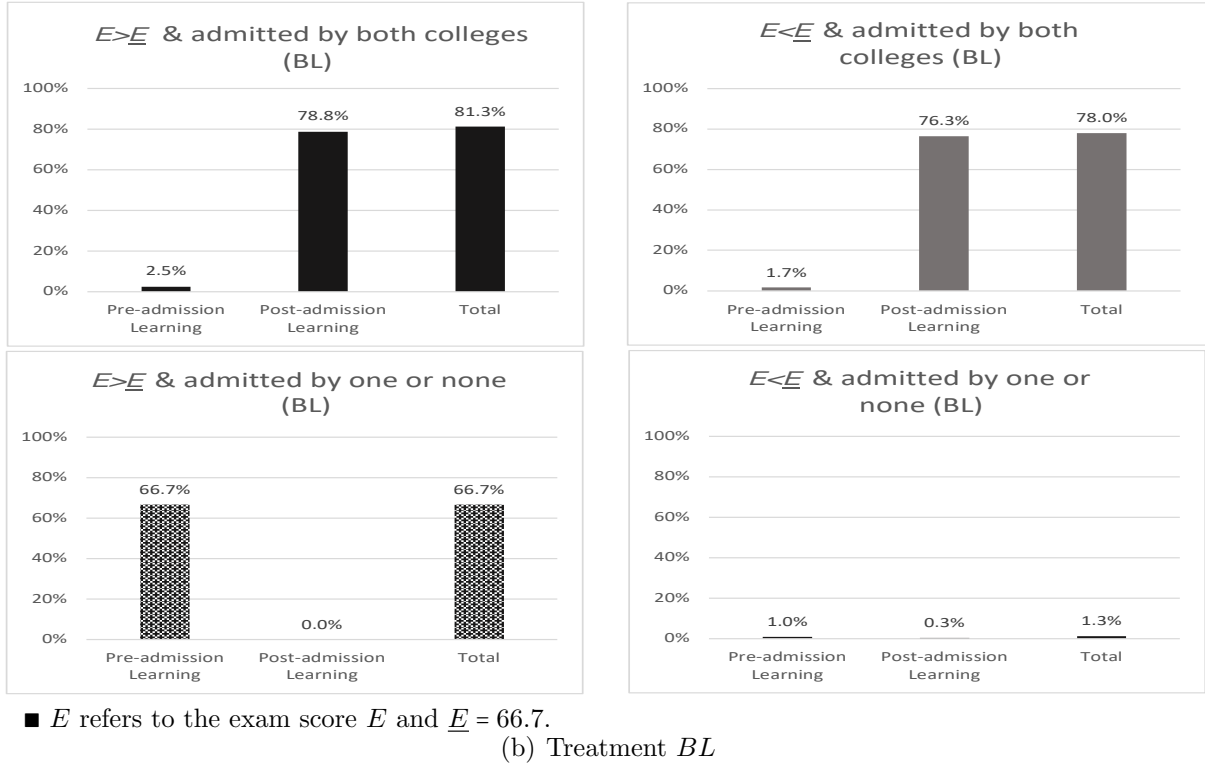 E>E & admitted by both colleges
(BL)
100%
80%
60%
40%
20%
0%
2.5%
78.8%
81.3%
Pre-admission
Learning
Post-admission
Learning
Total
E<E & admitted by both
colleges (BL)
100%
80%
60%
40%
20%
0%
1.7%
76.3%
78.0%
Pre-admission
Learning
Post-admission
Learning
Total
E>E & admitted by one or none
(BL)
100%
80%
60%
40%
20%
0%
66.7%
0.0%
66.7%
Pre-admission
Learning
Post-admission
Learning
Total
E<E & admitted by one or
none (BL)
100%
80%
60%
40%
20%
0%
1.0%
0.3%
1.3%
Pre-admission
Learning
Post-admission
Learning
Total
■ E refers to the exam score E and E = 66.7.
(b) Treatment BL